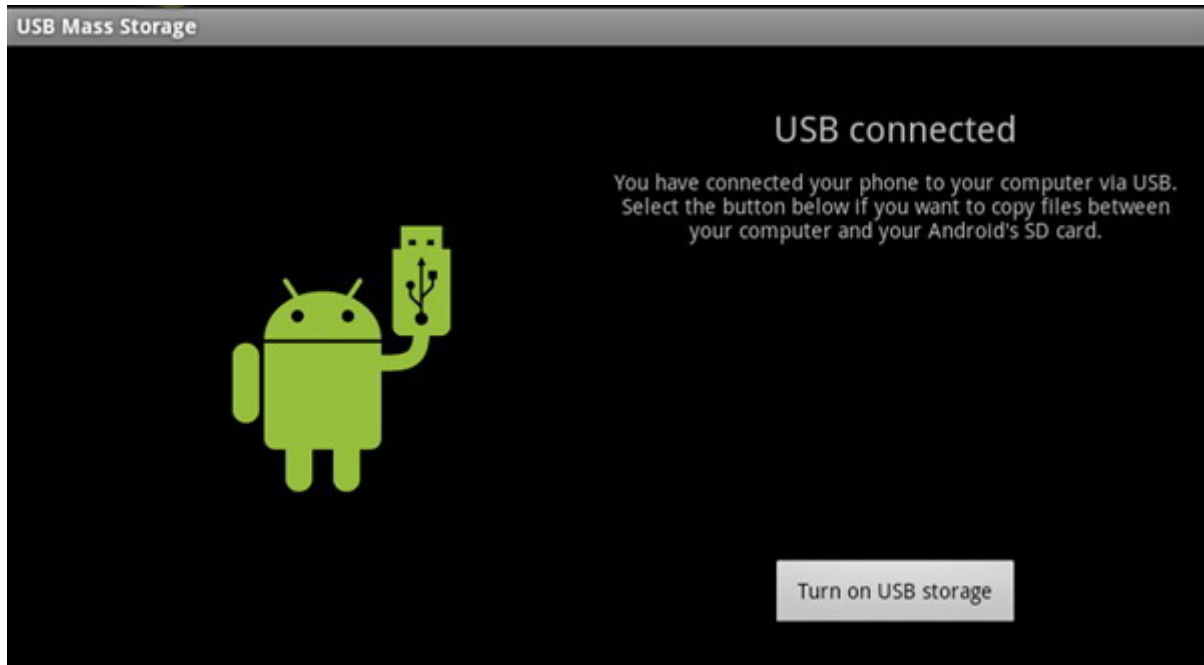 USB Mass Storage
USB connected
You have connected your phone to your computer via USB.
Select the button below if you want to copy files between
your computer and your Android's SD card.
Turn on USB storage